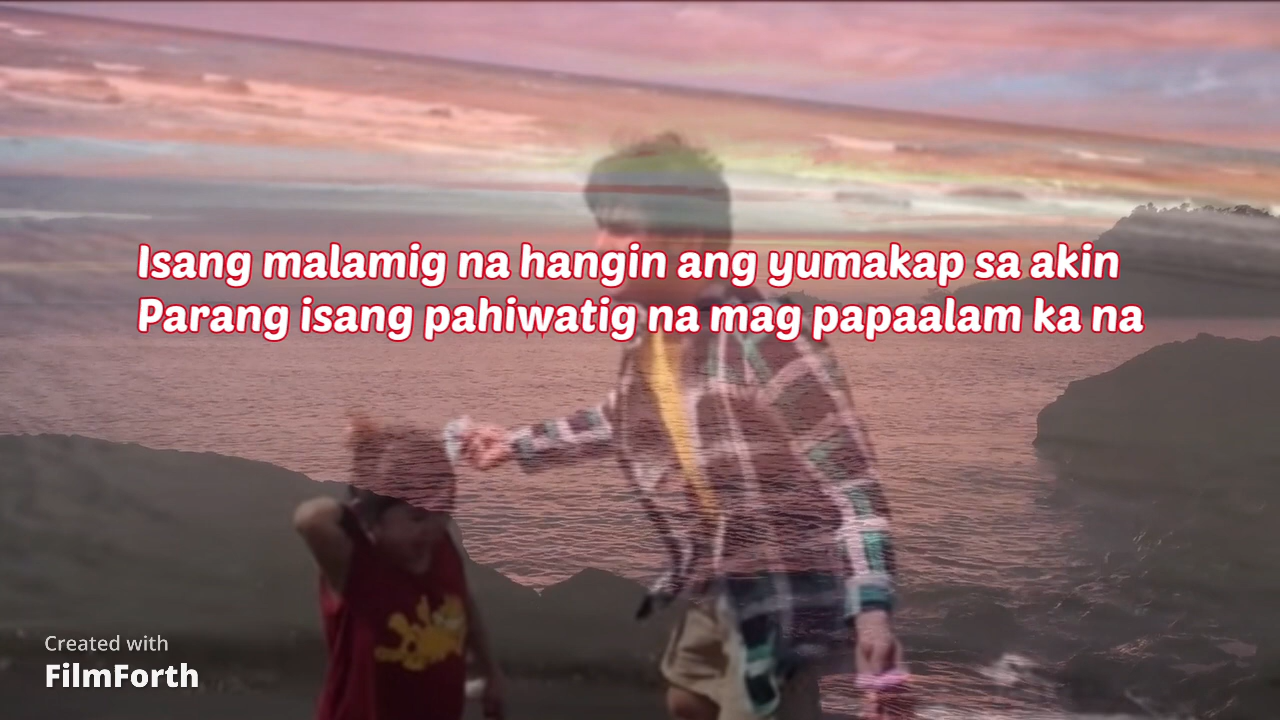 Isang malamig na hangin ang yumakap sa akin
Parang isang pahiwatig na mag papaalam ka na
Created with
FilmForth